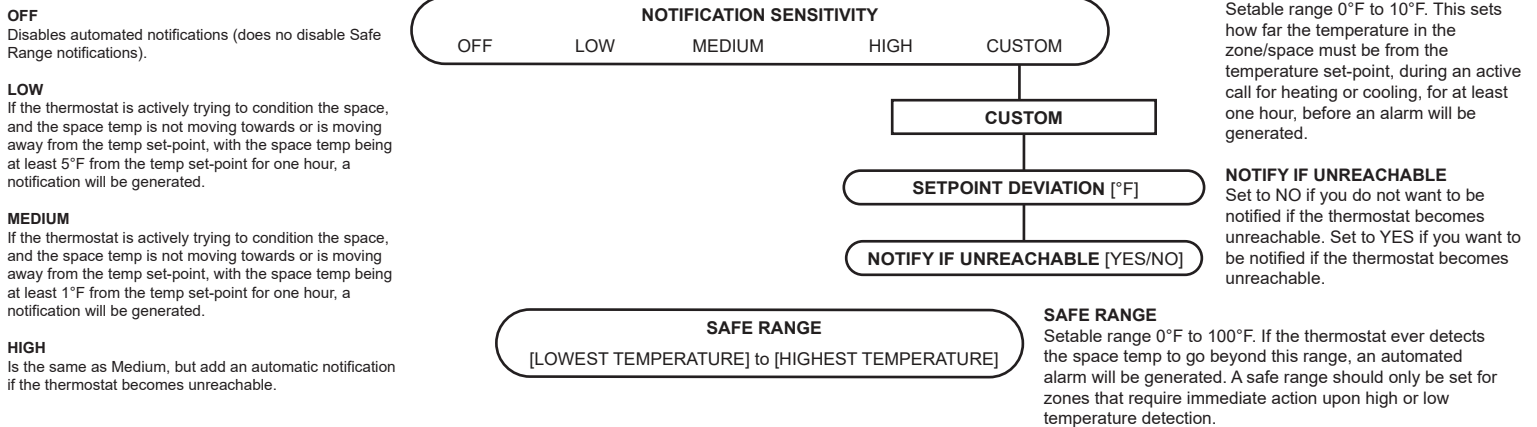 OFF
Disables automated notifications (does no disable Safe
Range notifications).
LOW
If the thermostat is actively trying to condition the space,
and the space temp is not moving towards or is moving
away from the temp set-point, with the space temp being
at least 5°F from the temp set-point for one hour, a
notification will be generated.
MEDIUM
If the thermostat is actively trying to condition the space,
and the space temp is not moving towards or is moving
away from the temp set-point, with the space temp being
at least 1°F from the temp set-point for one hour, a
notification will be generated.
HIGH
Is the same as Medium, but add an automatic notification
if the thermostat becomes unreachable.
NOTIFICATION SENSITIVITY
OFF LOW MEDIUM HIGH CUSTOM
CUSTOM
SETPOINT DEVIATION [°F]
NOTIFY IF UNREACHABLE [YES/NO]
SAFE RANGE
[LOWEST TEMPERATURE] to [HIGHEST TEMPERATURE]
Setable range 0°F to 10°F. This sets
how far the temperature in the
zone/space must be from the
temperature set-point, during an active
call for heating or cooling, for at least
one hour, before an alarm will be
generated.
NOTIFY IF UNREACHABLE
Set to NO if you do not want to be
notified if the thermostat becomes
unreachable. Set to YES if you want to
be notified if the thermostat becomes
unreachable.
SAFE RANGE
Setable range 0°F to 100°F. If the thermostat ever detects
the space temp to go beyond this range, an automated
alarm will be generated. A safe range should only be set for
zones that require immediate action upon high or low
temperature detection.